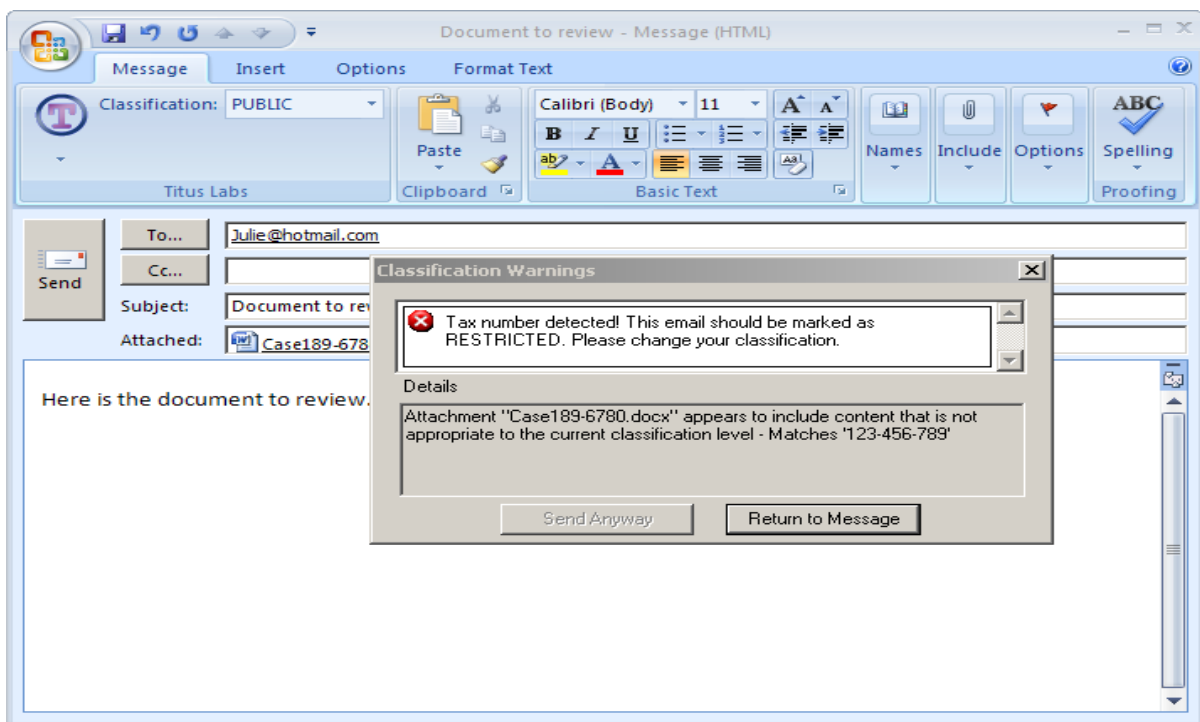 Document to review - Message (HTML)
Message Insert Options Format Text
Classification: PUBLIC
T
Titus Labs
Paste
Clipboard
Calibri (Body) 11 A A
B I U
ab A Aa
Basic Text
Names Include Options
ABC
Spelling
Proofing
Send
To... Julie@hotmail.com
Cc...
Subject: Document to re
Attached: Case189-678
Here is the document to review.
Classification Warnings
Tax number detected! This email should be marked as
RESTRICTED. Please change your classification.
Details
Attachment "Case189-6780.docx" appears to include content that is not
appropriate to the current classification level - Matches '123-456-789'
Send Anyway Return to Message